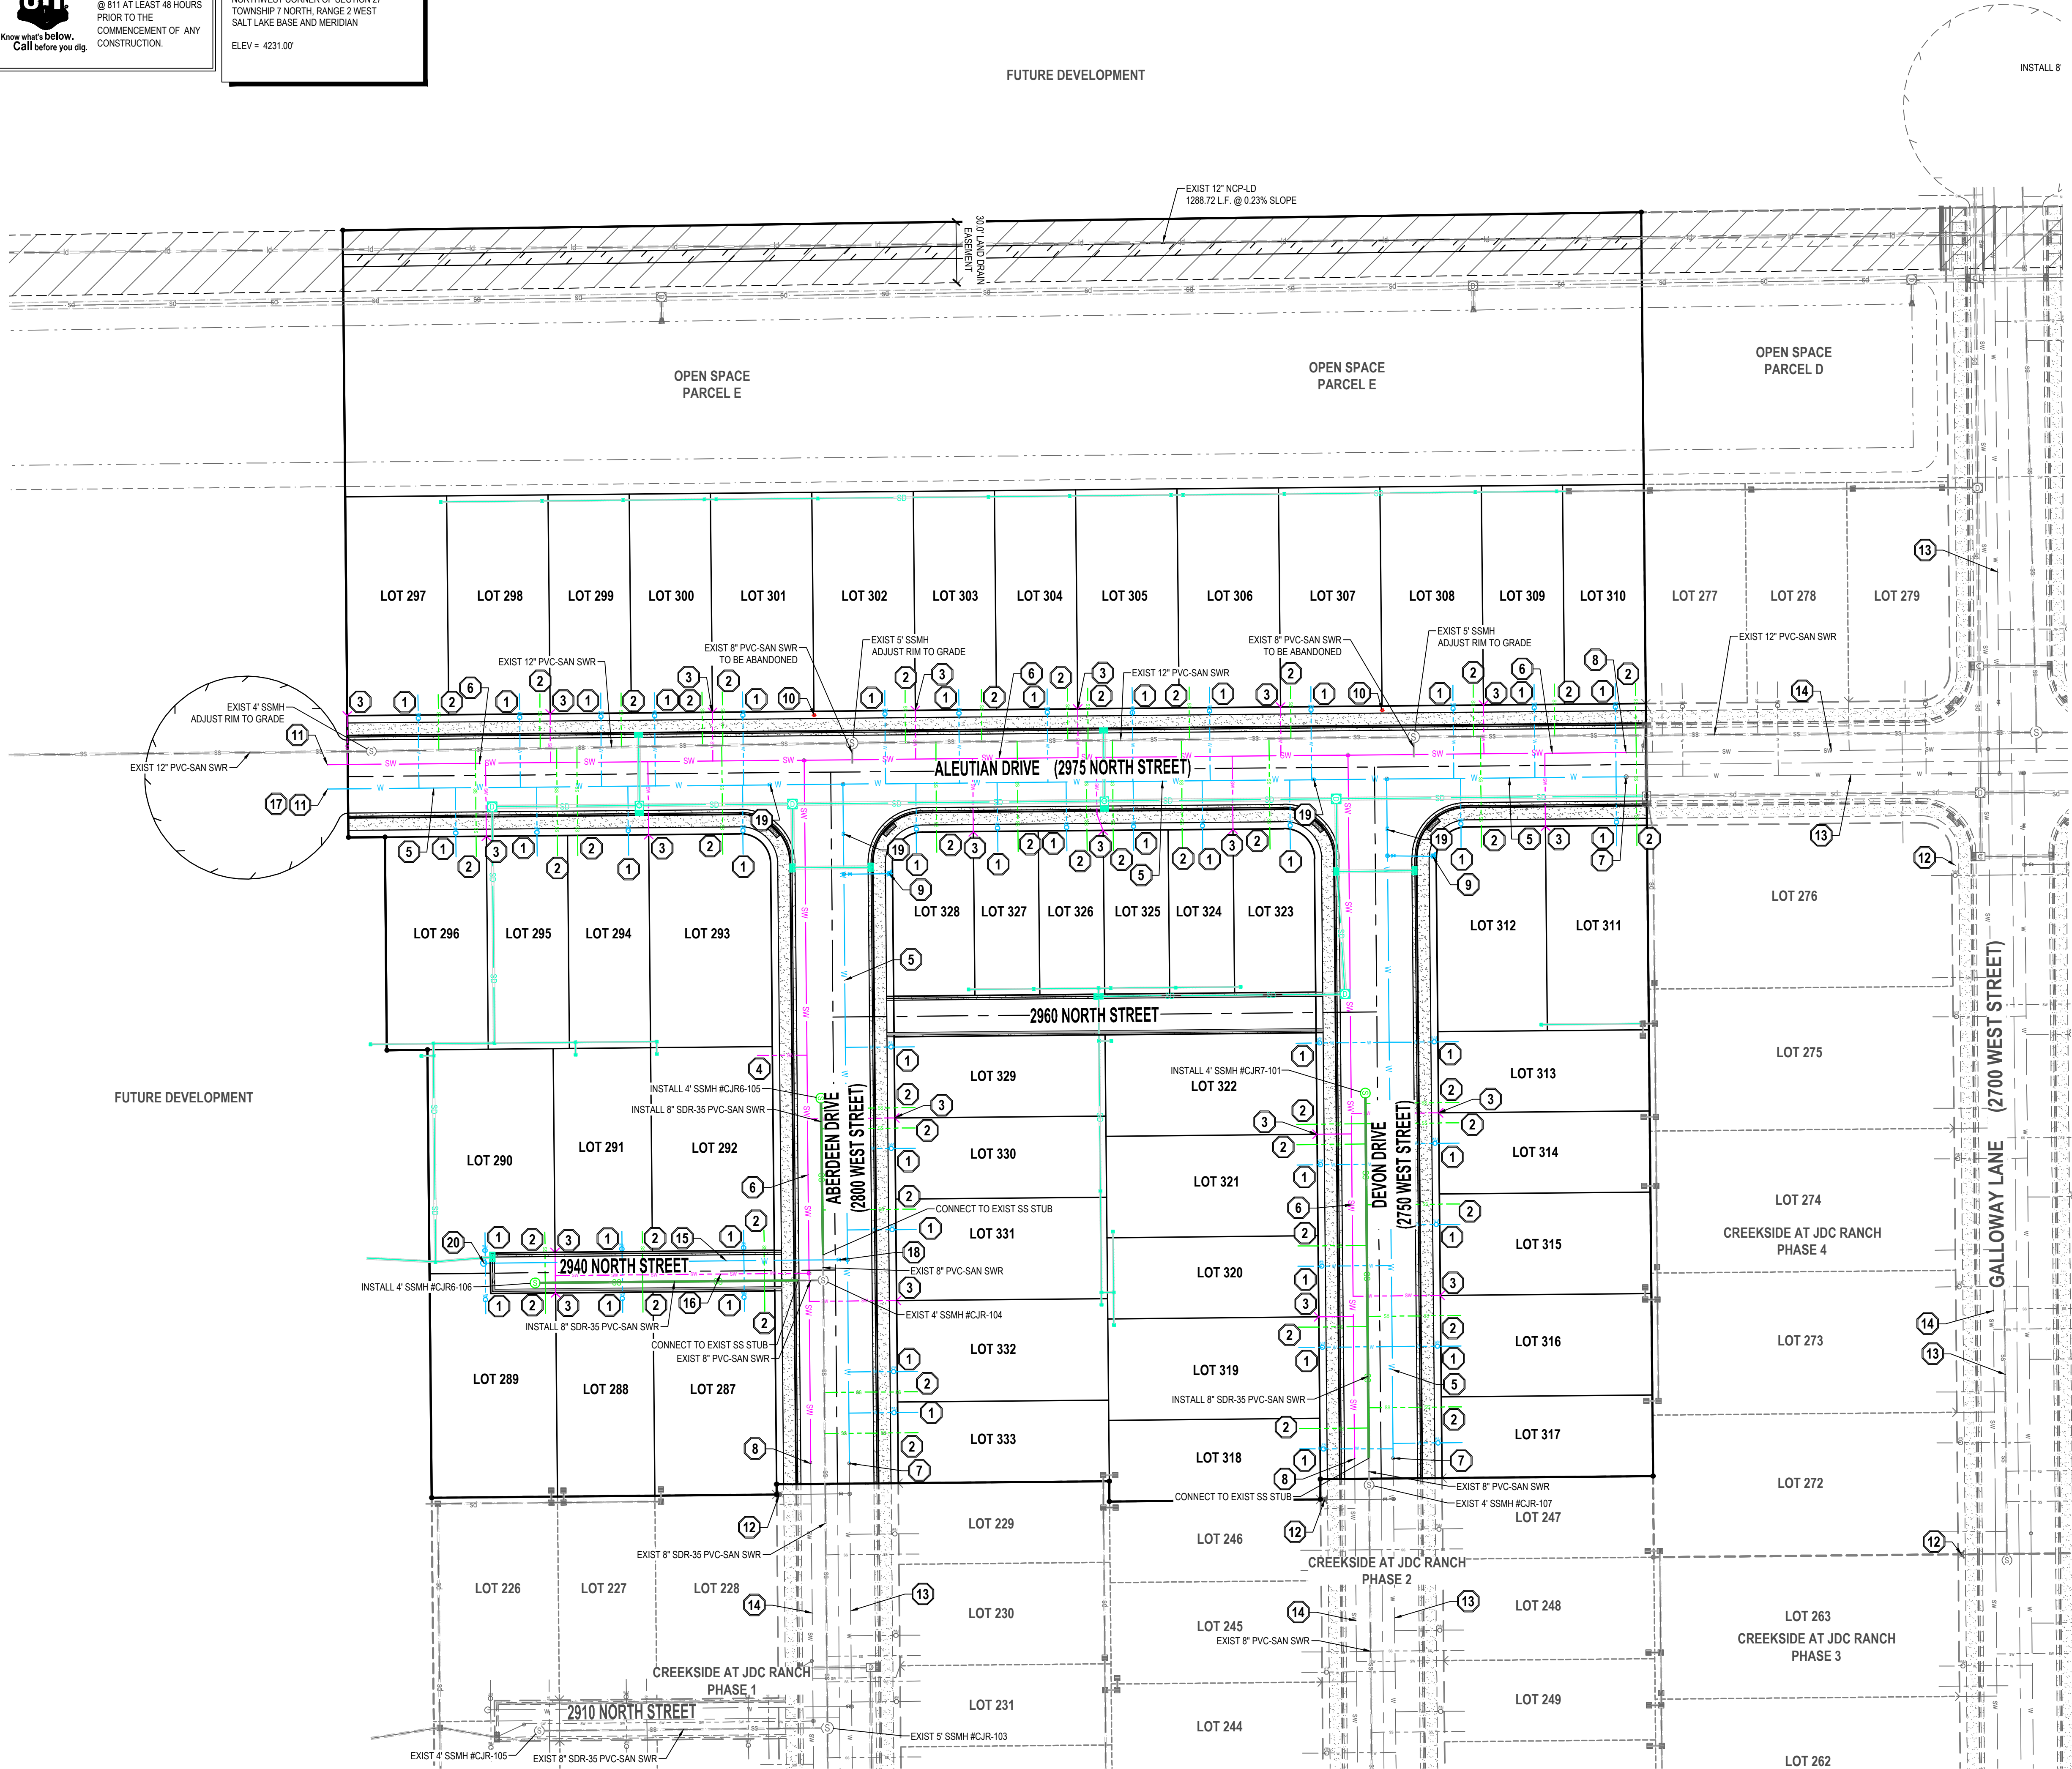 @ 811 AT LEAST 48 HOURS
PRIOR TO THE
COMMENCEMENT OF ANY
CONSTRUCTION.
Know what's below.
Call before you dig.
NORTHWEST CORNER OF SECTION 27
TOWNSHIP 7 NORTH, RANGE 2 WEST
SALT LAKE BASE AND MERIDIAN
ELEV = 4231.00'
FUTURE DEVELOPMENT
INSTALL 8'
EXIST 12" NCP-LD
1288.72 L.F. @ 0.23% SLOPE
30.0' LAND DRAIN
EASEMENT
OPEN SPACE
PARCEL E
OPEN SPACE
PARCEL E
OPEN SPACE
PARCEL D
LOT 297
LOT 298
LOT 299
LOT 300
LOT 301
LOT 302
LOT 303
LOT 304
LOT 305
LOT 306
LOT 307
LOT 308
LOT 309
LOT 310
LOT 277
LOT 278
LOT 279
EXIST 12" PVC-SAN SWR
EXIST 8" PVC-SAN SWR
TO BE ABANDONED
EXIST 5' SSMH
ADJUST RIM TO GRADE
EXIST 12" PVC-SAN SWR
EXIST 8" PVC-SAN SWR
TO BE ABANDONED
EXIST 5' SSMH
ADJUST RIM TO GRADE
EXIST 12" PVC-SAN SWR
EXIST 4' SSMH
ADJUST RIM TO GRADE
EXIST 12" PVC-SAN SWR
ALEUTIAN DRIVE (2975 NORTH STREET)
LOT 296
LOT 295
LOT 294
LOT 293
LOT 328
LOT 327
LOT 326
LOT 325
LOT 324
LOT 323
LOT 312
LOT 311
LOT 276
2960 NORTH STREET
FUTURE DEVELOPMENT
INSTALL 4' SSMH #CJR6-105
INSTALL 8" SDR-35 PVC-SAN SWR
INSTALL 4' SSMH #CJR7-101
LOT 329
LOT 322
LOT 313
LOT 275
ABERDEEN DRIVE
(2800 WEST STREET)
DEVON DRIVE
(2750 WEST STREET)
GALLOWAY LANE (2700 WEST STREET)
LOT 290
LOT 291
LOT 292
LOT 330
LOT 321
LOT 314
LOT 274
CREEKSIDE AT JDC RANCH
PHASE 4
CONNECT TO EXIST SS STUB
LOT 331
LOT 320
LOT 315
2940 NORTH STREET
EXIST 8" PVC-SAN SWR
INSTALL 4' SSMH #CJR6-106
EXIST 4' SSMH #CJR-104
INSTALL 8" SDR-35 PVC-SAN SWR
CONNECT TO EXIST SS STUB
EXIST 8" PVC-SAN SWR
LOT 332
LOT 319
LOT 316
LOT 273
LOT 289
LOT 288
LOT 287
INSTALL 8" SDR-35 PVC-SAN SWR
LOT 333
LOT 318
LOT 317
LOT 272
CONNECT TO EXIST SS STUB
EXIST 8" PVC-SAN SWR
EXIST 4' SSMH #CJR-107
LOT 229
LOT 246
LOT 247
EXIST 8" SDR-35 PVC-SAN SWR
CREEKSIDE AT JDC RANCH
PHASE 2
LOT 226
LOT 227
LOT 228
LOT 230
LOT 245
LOT 248
LOT 263
EXIST 8" PVC-SAN SWR
CREEKSIDE AT JDC RANCH
PHASE 3
CREEKSIDE AT JDC RANCH
PHASE 1
LOT 231
LOT 244
LOT 249
2910 NORTH STREET
EXIST 5' SSMH #CJR-103
EXIST 4' SSMH #CJR-105
EXIST 8" SDR-35 PVC-SAN SWR
LOT 262